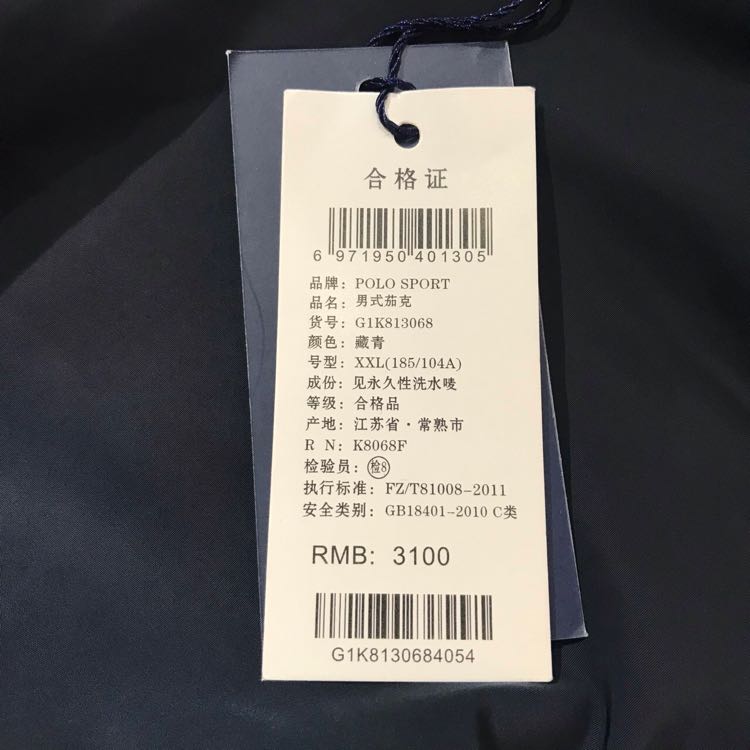 合格证
6 971950 401305
品牌：POLO SPORT
品名：男式茄克
货号：G1K813068
颜色：藏青
号型：XXL(185/104A)
成份：见永久性洗水唛
等级：合格品
产地：江苏省·常熟市
R N：K8068F
检验员：检8
执行标准：FZ/T81008-2011
安全类别：GB18401-2010 C类
RMB: 3100
G1K8130684054